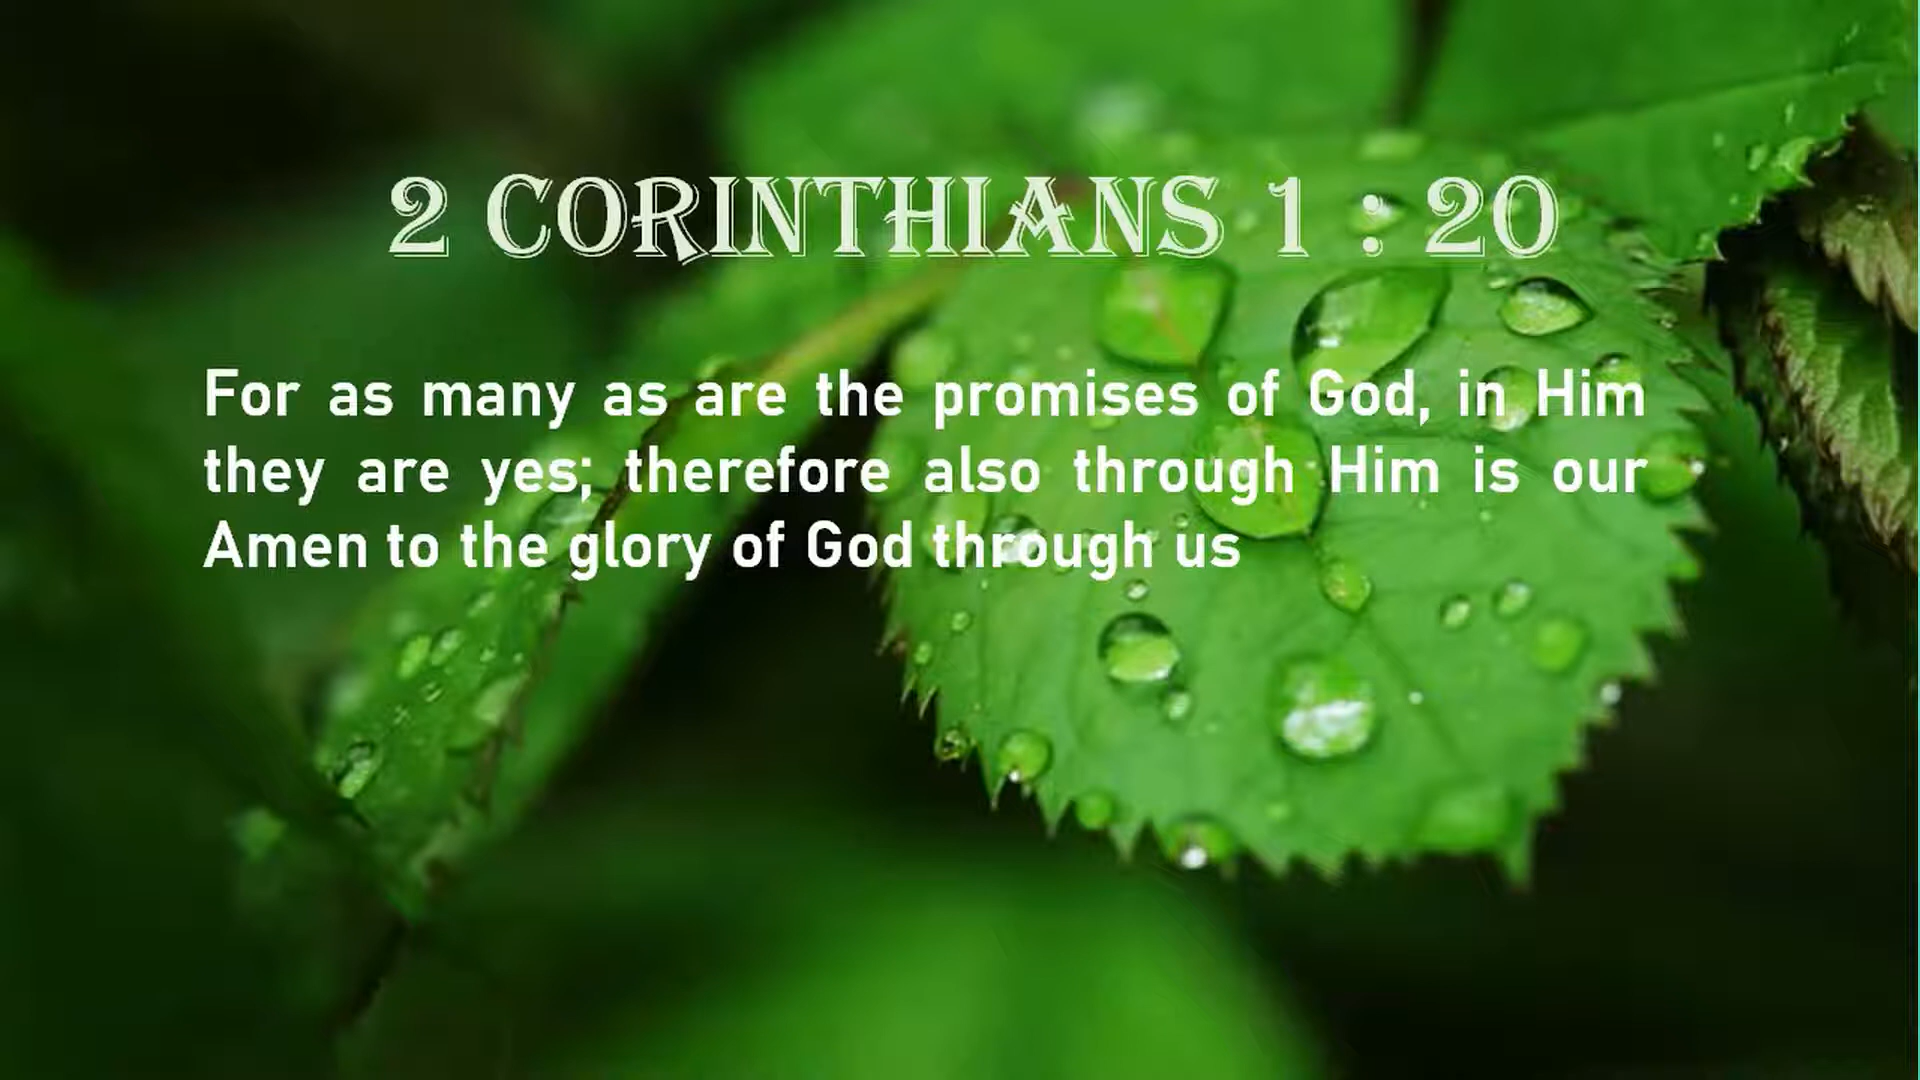 2 CORINTHIANS 1 : 20
For as many as are the promises of God, in Him
they are yes; therefore also through Him is our
Amen to the glory of God through us